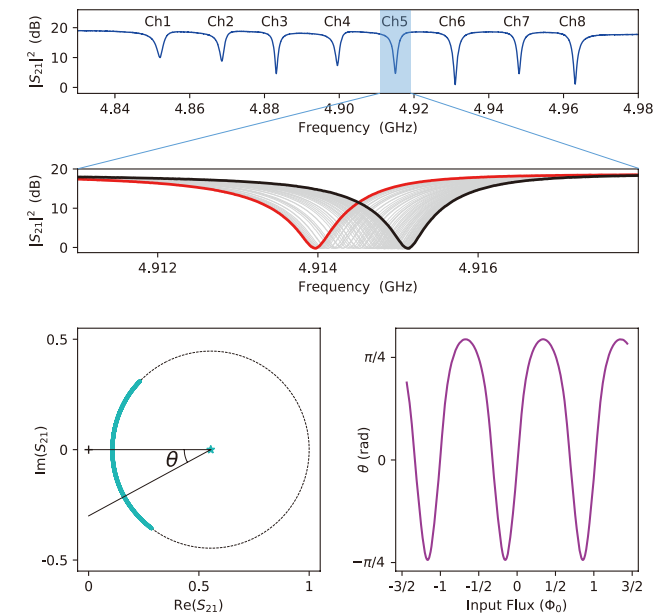 Ch1 Ch2 Ch3 Ch4 Ch5 Ch6 Ch7 Ch8
20
10
0
|S₂₁|² (dB)
4.84 4.86 4.88 4.90 4.92 4.94 4.96 4.98
Frequency (GHz)
20
10
0
|S₂₁|² (dB)
4.912 4.914 4.916
Frequency (GHz)
0.5
0
-0.5
Im(S₂₁)
θ
0 0.5 1
Re(S₂₁)
π/4
0
−π/4
θ (rad)
-3/2 -1 -1/2 0 1/2 1 3/2
Input Flux (Φ₀)